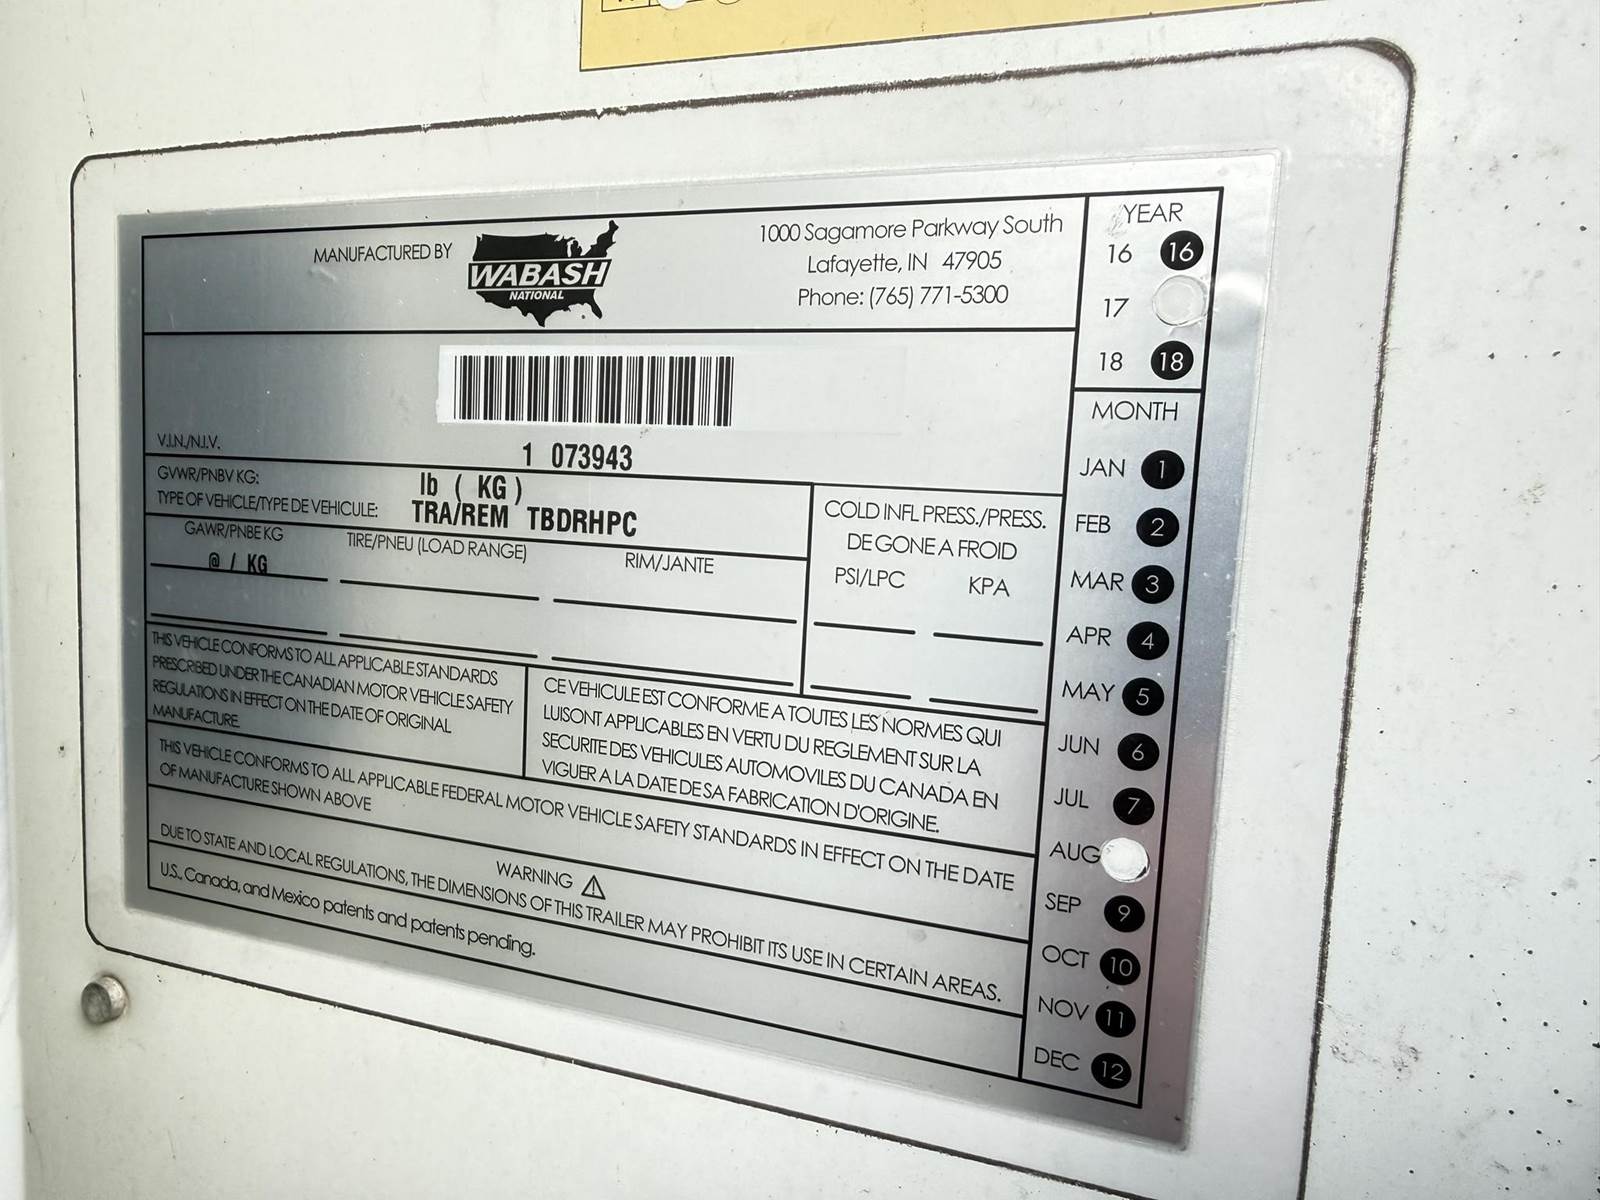 MANUFACTURED BY
WABASH
NATIONAL
1000 Sagamore Parkway South
Lafayette, IN 47905
Phone: (765) 771-5300
V.I.N./N.I.V.
1 073943
GVWR/PNBV KG:
lb ( KG )
TYPE OF VEHICLE/TYPE DE VEHICULE:
TRA/REM TBDRHPC
GAWR/PNBE KG
@ / KG
TIRE/PNEU (LOAD RANGE)
RIM/JANTE
COLD INFL PRESS./PRESS.
DE GONE A FROID
PSI/LPC
KPA
THIS VEHICLE CONFORMS TO ALL APPLICABLE STANDARDS
PRESCRIBED UNDER THE CANADIAN MOTOR VEHICLE SAFETY
REGULATIONS IN EFFECT ON THE DATE OF ORIGINAL
MANUFACTURE.
CE VEHICULE EST CONFORME A TOUTES LES NORMES QUI
LUISONT APPLICABLES EN VERTU DU REGLEMENT SUR LA
SECURITE DES VEHICULES AUTOMOVILES DU CANADA EN
VIGUER A LA DATE DE SA FABRICATION D'ORIGINE.
THIS VEHICLE CONFORMS TO ALL APPLICABLE FEDERAL MOTOR VEHICLE SAFETY STANDARDS IN EFFECT ON THE DATE
OF MANUFACTURE SHOWN ABOVE
WARNING
DUE TO STATE AND LOCAL REGULATIONS, THE DIMENSIONS OF THIS TRAILER MAY PROHIBIT ITS USE IN CERTAIN AREAS.
U.S., Canada, and Mexico patents and patents pending.
YEAR
16 16
17
18 18
MONTH
JAN 1
FEB 2
MAR 3
APR 4
MAY 5
JUN 6
JUL 7
AUG
SEP 9
OCT 10
NOV 11
DEC 12